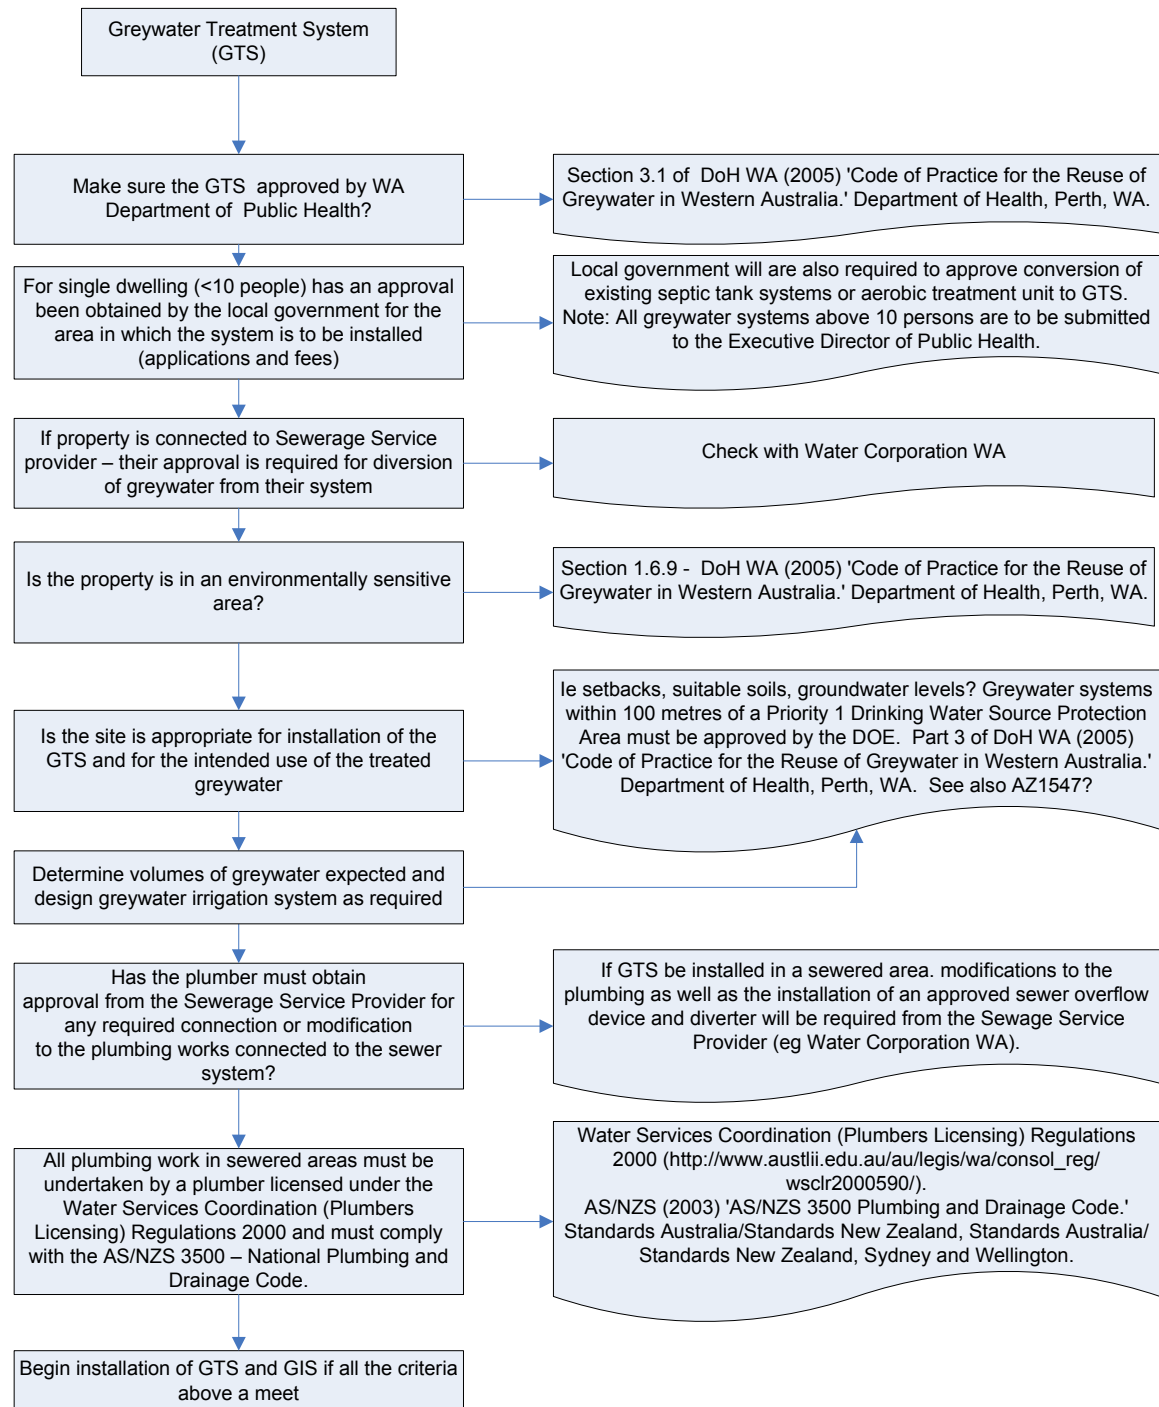 Greywater Treatment System
(GTS)
Make sure the GTS  approved by WA
Department of  Public Health?
Section 3.1 of  DoH WA (2005) 'Code of Practice for the Reuse of
Greywater in Western Australia.' Department of Health, Perth, WA.
For single dwelling (<10 people) has an approval
been obtained by the local government for the
area in which the system is to be installed
(applications and fees)
Local government will are also required to approve conversion of
existing septic tank systems or aerobic treatment unit to GTS.
Note: All greywater systems above 10 persons are to be submitted
to the Executive Director of Public Health.
If property is connected to Sewerage Service
provider – their approval is required for diversion
of greywater from their system
Check with Water Corporation WA
Is the property is in an environmentally sensitive
area?
Section 1.6.9 -  DoH WA (2005) 'Code of Practice for the Reuse of
Greywater in Western Australia.' Department of Health, Perth, WA.
Is the site is appropriate for installation of the
GTS and for the intended use of the treated
greywater
Ie setbacks, suitable soils, groundwater levels? Greywater systems
within 100 metres of a Priority 1 Drinking Water Source Protection
Area must be approved by the DOE.  Part 3 of DoH WA (2005)
'Code of Practice for the Reuse of Greywater in Western Australia.'
Department of Health, Perth, WA.  See also AZ1547?
Determine volumes of greywater expected and
design greywater irrigation system as required
Has the plumber must obtain
approval from the Sewerage Service Provider for
any required connection or modification
to the plumbing works connected to the sewer
system?
If GTS be installed in a sewered area. modifications to the
plumbing as well as the installation of an approved sewer overflow
device and diverter will be required from the Sewage Service
Provider (eg Water Corporation WA).
All plumbing work in sewered areas must be
undertaken by a plumber licensed under the
Water Services Coordination (Plumbers
Licensing) Regulations 2000 and must comply
with the AS/NZS 3500 – National Plumbing and
Drainage Code.
Water Services Coordination (Plumbers Licensing) Regulations
2000 (http://www.austlii.edu.au/au/legis/wa/consol_reg/
wsclr2000590/).
AS/NZS (2003) 'AS/NZS 3500 Plumbing and Drainage Code.'
Standards Australia/Standards New Zealand, Standards Australia/
Standards New Zealand, Sydney and Wellington.
Begin installation of GTS and GIS if all the criteria
above a meet